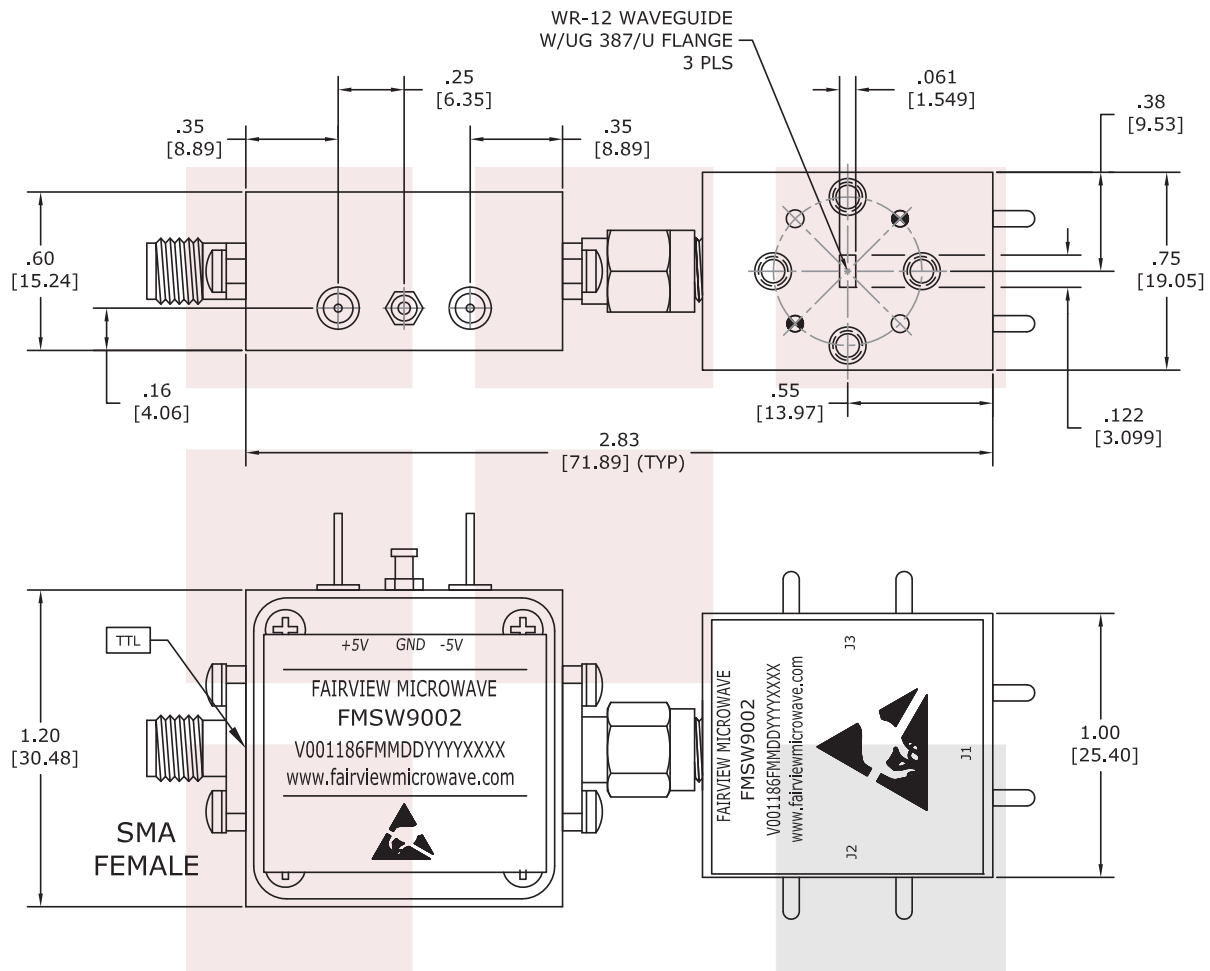 WR-12 WAVEGUIDE
W/UG 387/U FLANGE
3 PLS
.25
[6.35]
.061
[1.549]
.38
[9.53]
.35
[8.89]
.35
[8.89]
.60
[15.24]
.75
[19.05]
.16
[4.06]
.55
[13.97]
.122
[3.099]
2.83
[71.89] (TYP)
TTL
+5V GND -5V
FAIRVIEW MICROWAVE
FMSW9002
V001186FMMDDYYYYXXXX
www.fairviewmicrowave.com
1.20
[30.48]
SMA
FEMALE
J3
FAIRVIEW MICROWAVE
FMSW9002
V001186FMMDDYYYYXXXX
www.fairviewmicrowave.com
J1
J2
1.00
[25.40]